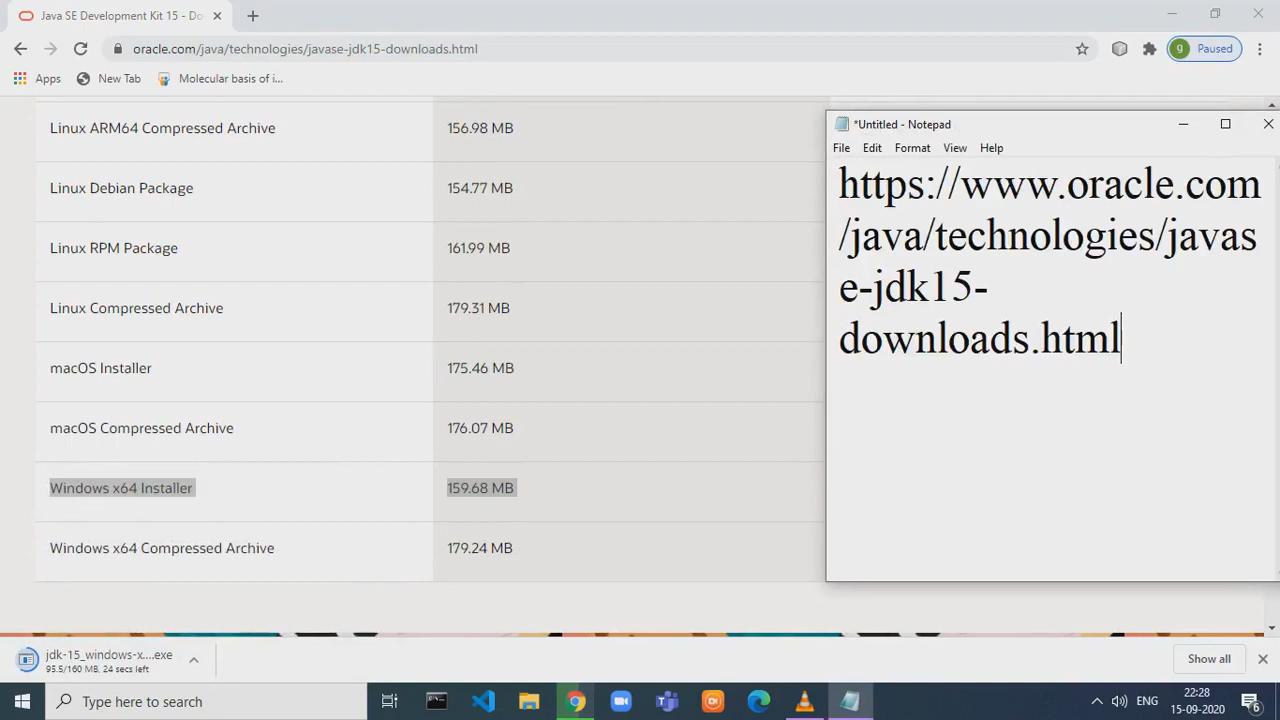 Java SE Development Kit 15 - Do
oracle.com/java/technologies/javase-jdk15-downloads.html
g Paused
Apps New Tab Molecular basis of i...
Linux ARM64 Compressed Archive 156.98 MB
Linux Debian Package 154.77 MB
Linux RPM Package 161.99 MB
Linux Compressed Archive 179.31 MB
macOS Installer 175.46 MB
macOS Compressed Archive 176.07 MB
Windows x64 Installer 159.68 MB
Windows x64 Compressed Archive 179.24 MB
*Untitled - Notepad
File Edit Format View Help
https://www.oracle.com
/java/technologies/javas
e-jdk15-
downloads.html
jdk-15_windows-x....exe
95.5/160 MB, 24 secs left
Show all
Type here to search
ENG
22:28
15-09-2020
6